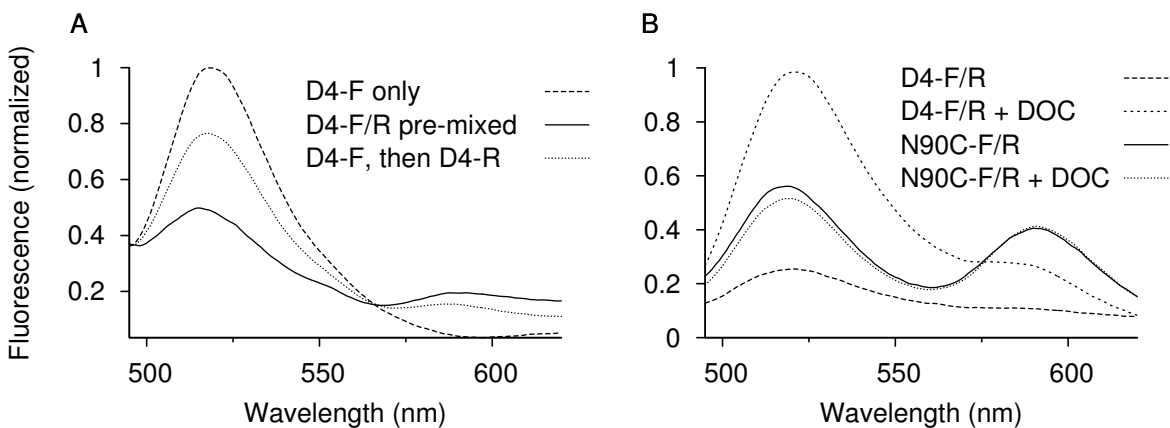 A
Fluorescence (normalized)
1
0.8
0.6
0.4
0.2
D4-F only
D4-F/R pre-mixed
D4-F, then D4-R
500
550
600
Wavelength (nm)
B
1
0.8
0.6
0.4
0.2
0
D4-F/R
D4-F/R + DOC
N90C-F/R
N90C-F/R + DOC
500
550
600
Wavelength (nm)